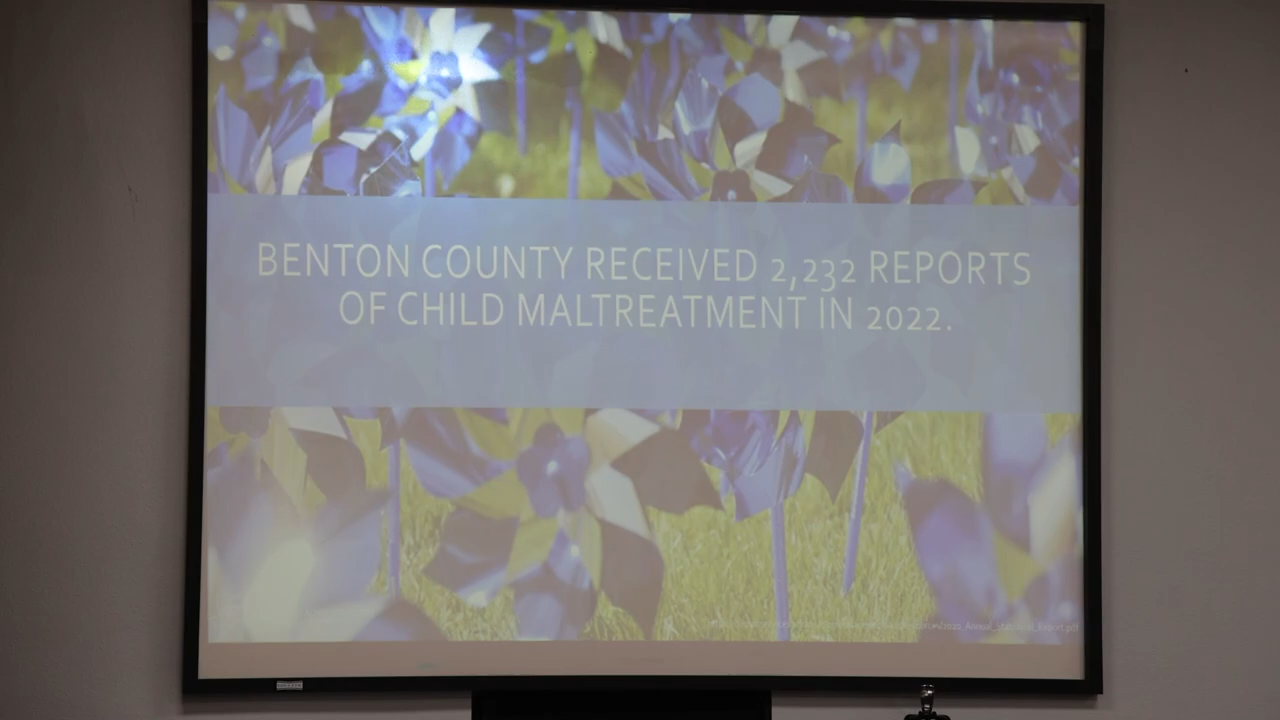 BENTON COUNTY RECEIVED 2,232 REPORTS
OF CHILD MALTREATMENT IN 2022.